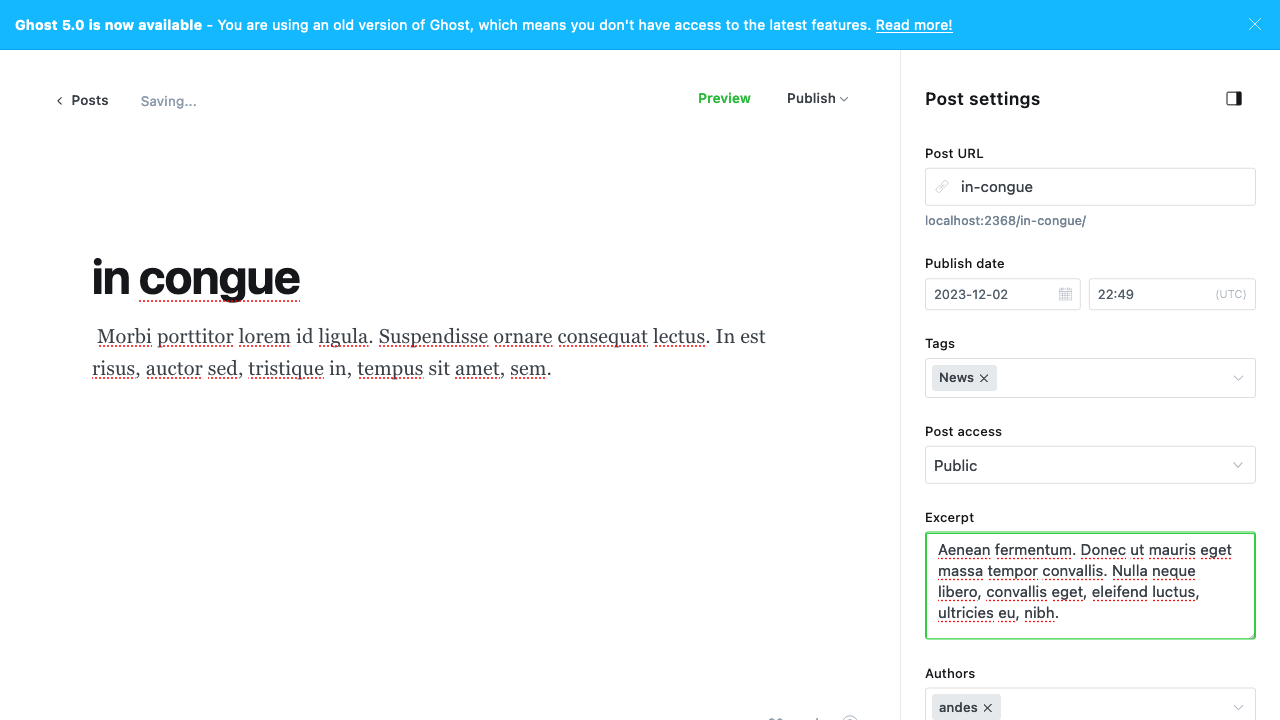 Ghost 5.0 is now available - You are using an old version of Ghost, which means you don't have access to the latest features. Read more!
Posts
Saving...
Preview
Publish
in congue
Morbi porttitor lorem id ligula. Suspendisse ornare consequat lectus. In est
risus, auctor sed, tristique in, tempus sit amet, sem.
Post settings
Post URL
in-congue
localhost:2368/in-congue/
Publish date
2023-12-02
22:49
(UTC)
Tags
News
Post access
Public
Excerpt
Aenean fermentum. Donec ut mauris eget
massa tempor convallis. Nulla neque
libero, convallis eget, eleifend luctus,
ultricies eu, nibh.
Authors
andes